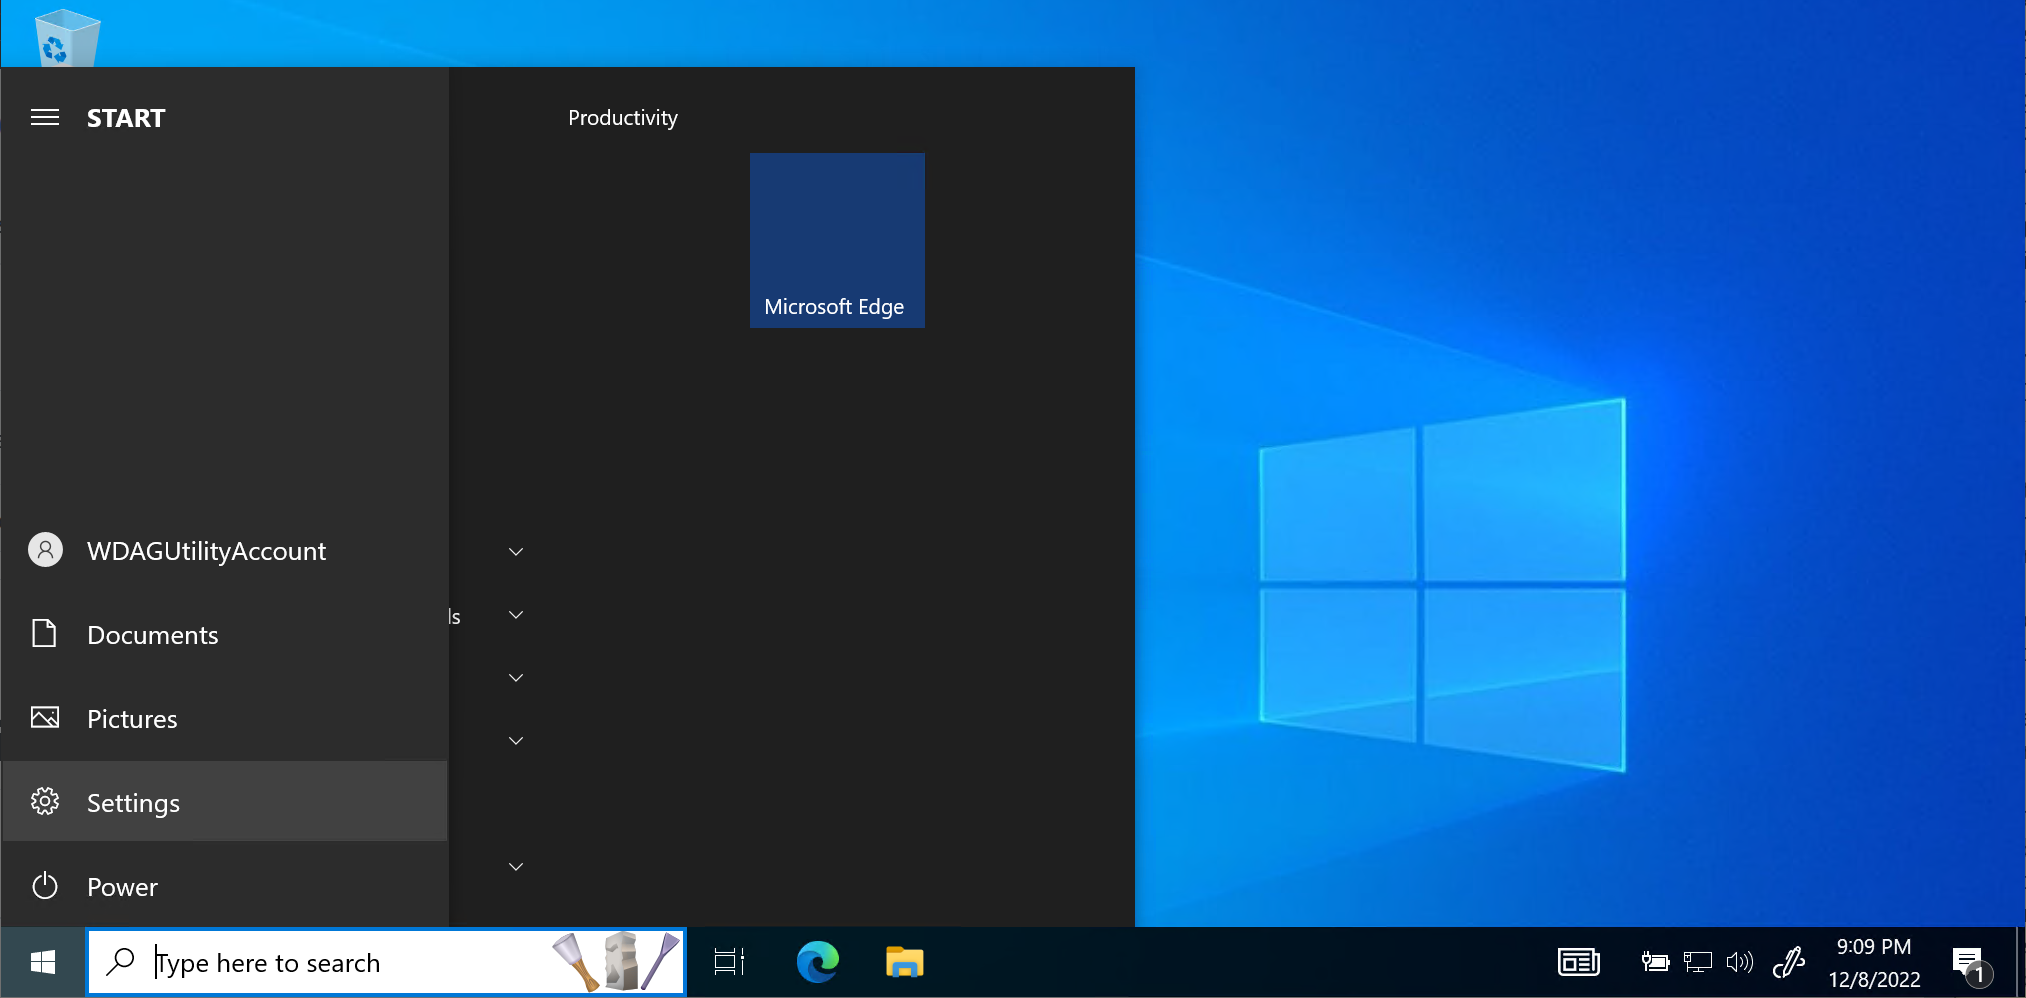 START
Productivity
Microsoft Edge
WDAGUtilityAccount
Documents
ls
Pictures
Settings
Power
Type here to search
9:09 PM
12/8/2022
1